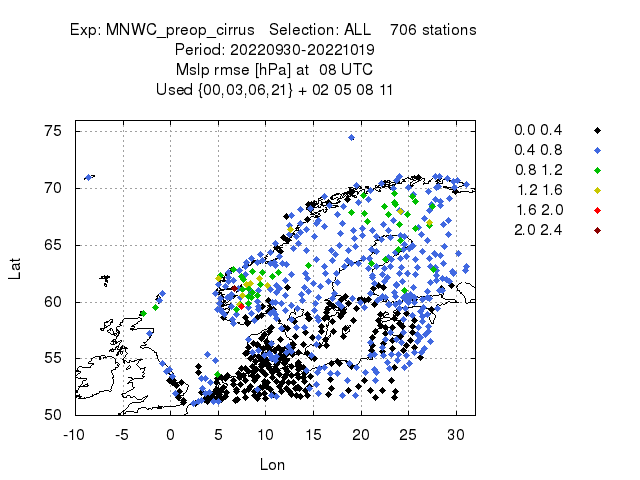 Exp: MNWC_preop_cirrus   Selection: ALL    706 stations
Period: 20220930-20221019
Mslp rmse [hPa] at  08 UTC
Used {00,03,06,21} + 02 05 08 11
0.0 0.4
0.4 0.8
0.8 1.2
1.2 1.6
1.6 2.0
2.0 2.4
Lat
75
70
65
60
55
50
-10 -5 0 5 10 15 20 25 30
Lon